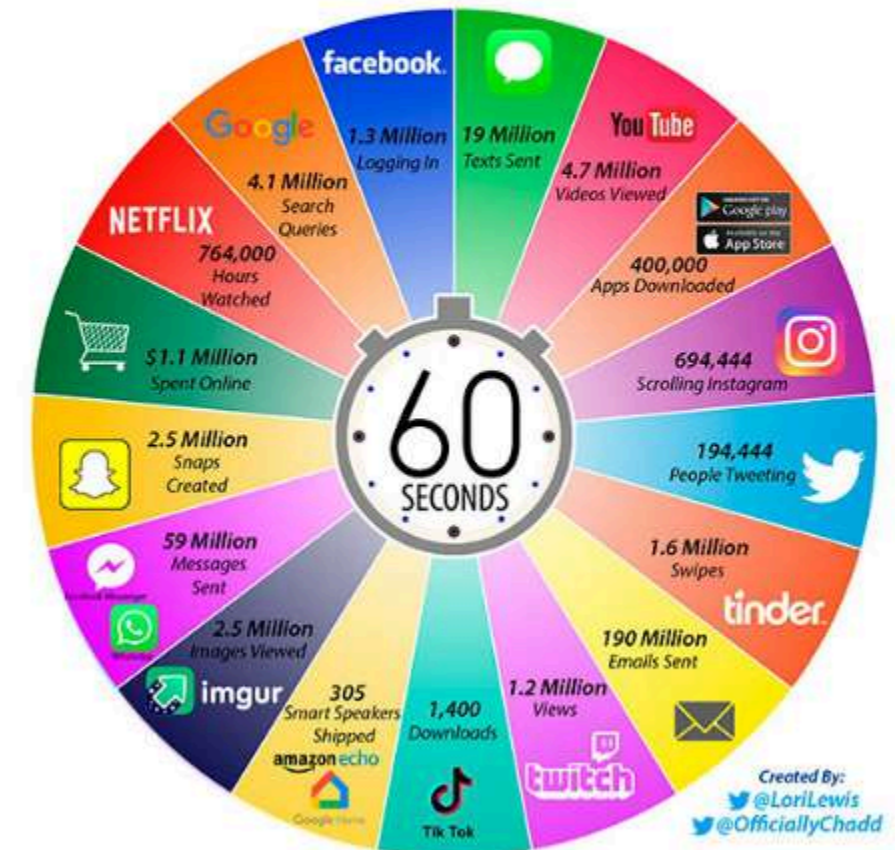 facebook.
1.3 Million
Logging In
19 Million
Texts Sent
You Tube
4.7 Million
Videos Viewed
Google play
App Store
400,000
Apps Downloaded
694,444
Scrolling Instagram
194,444
People Tweeting
1.6 Million
Swipes
tinder
190 Million
Emails Sent
1.2 Million
Views
twitch
1,400
Downloads
Tik Tok
305
Smart Speakers
Shipped
amazon echo
Google Home
2.5 Million
Images Viewed
imgur
59 Million
Messages
Sent
2.5 Million
Snaps
Created
$1.1 Million
Spent Online
NETFLIX
764,000
Hours
Watched
Google
4.1 Million
Search
Queries
60
SECONDS
Created By:
@LoriLewis
@OfficiallyChadd